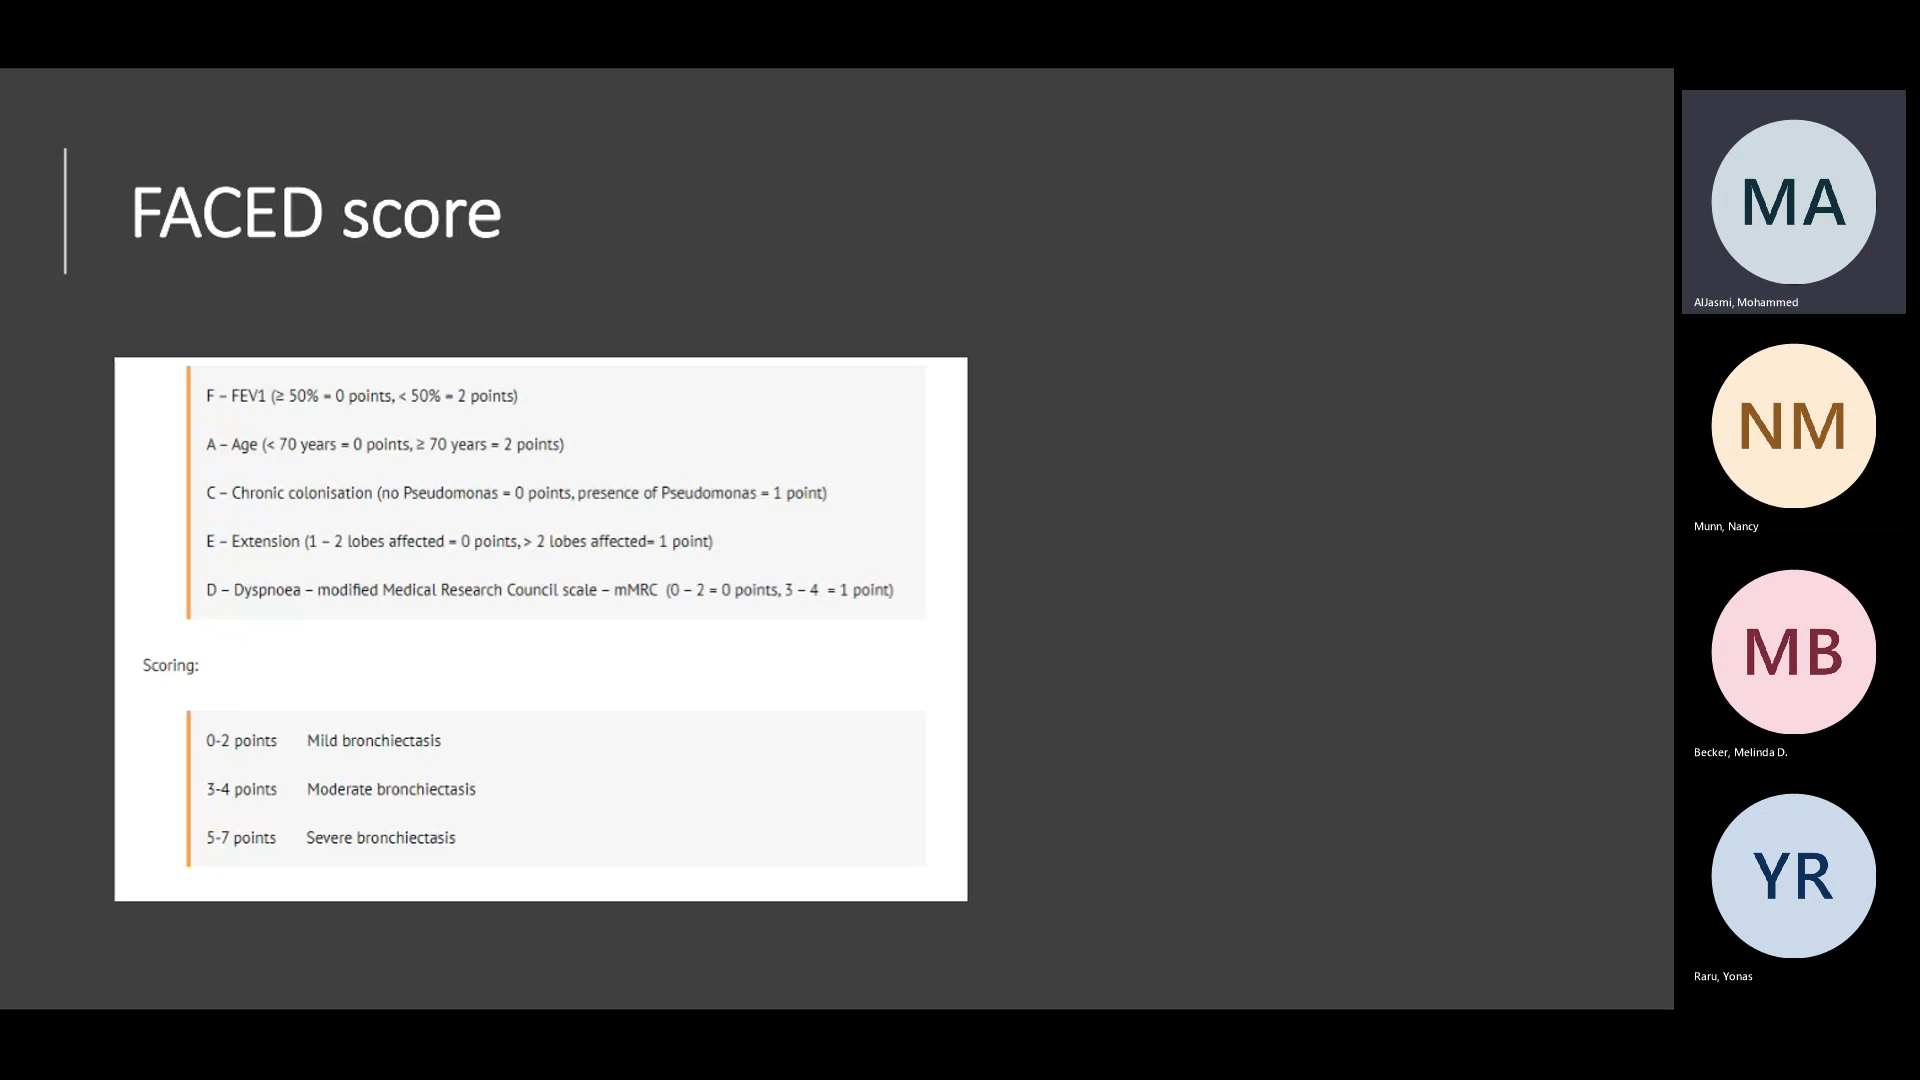 FACED score
F – FEV1 (≥ 50% = 0 points, < 50% = 2 points)
A – Age (< 70 years = 0 points, ≥ 70 years = 2 points)
C – Chronic colonisation (no Pseudomonas = 0 points, presence of Pseudomonas = 1 point)
E – Extension (1 – 2 lobes affected = 0 points, > 2 lobes affected= 1 point)
D – Dyspnoea – modified Medical Research Council scale – mMRC (0 – 2 = 0 points, 3 – 4 = 1 point)
Scoring:
0-2 points Mild bronchiectasis
3-4 points Moderate bronchiectasis
5-7 points Severe bronchiectasis
MA
AlJasmi, Mohammed
NM
Munn, Nancy
MB
Becker, Melinda D.
YR
Raru, Yonas